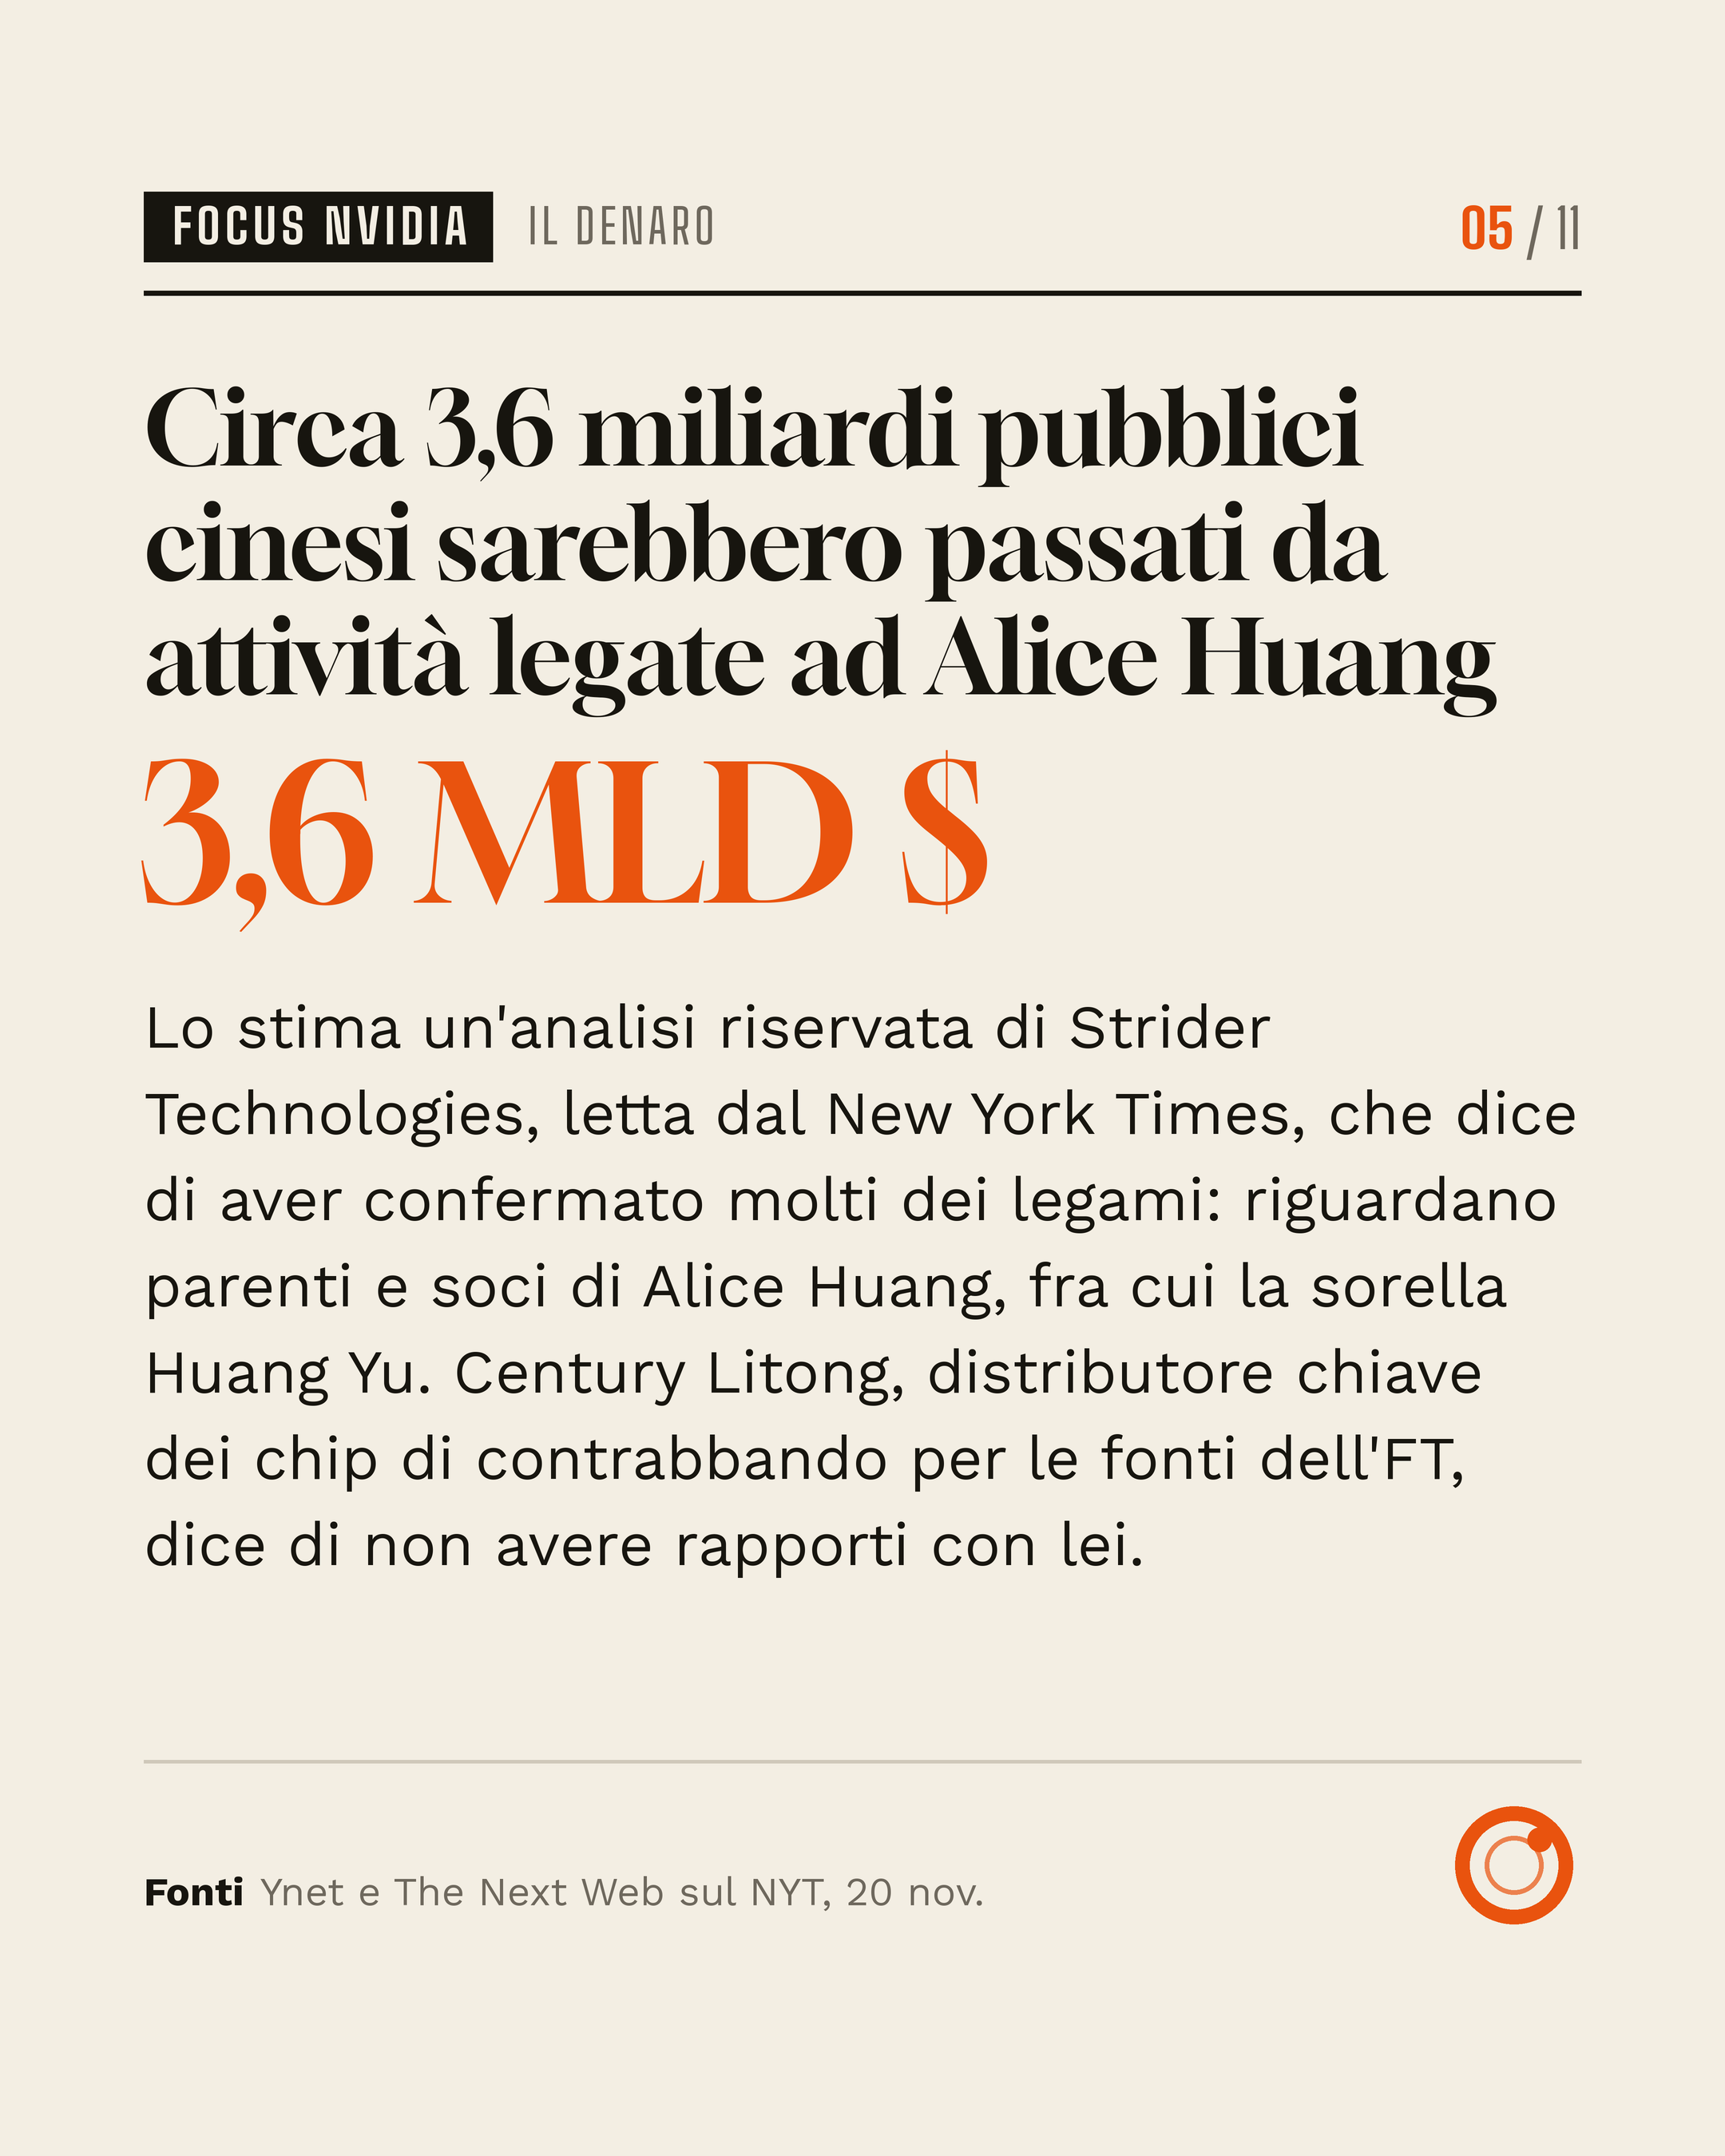 FOCUS NVIDIA IL DENARO 05 / 11
Circa 3,6 miliardi pubblici
cinesi sarebbero passati da
attività legate ad Alice Huang
3,6 MLD $
Lo stima un'analisi riservata di Strider
Technologies, letta dal New York Times, che dice
di aver confermato molti dei legami: riguardano
parenti e soci di Alice Huang, fra cui la sorella
Huang Yu. Century Litong, distributore chiave
dei chip di contrabbando per le fonti dell'FT,
dice di non avere rapporti con lei.
Fonti Ynet e The Next Web sul NYT, 20 nov.